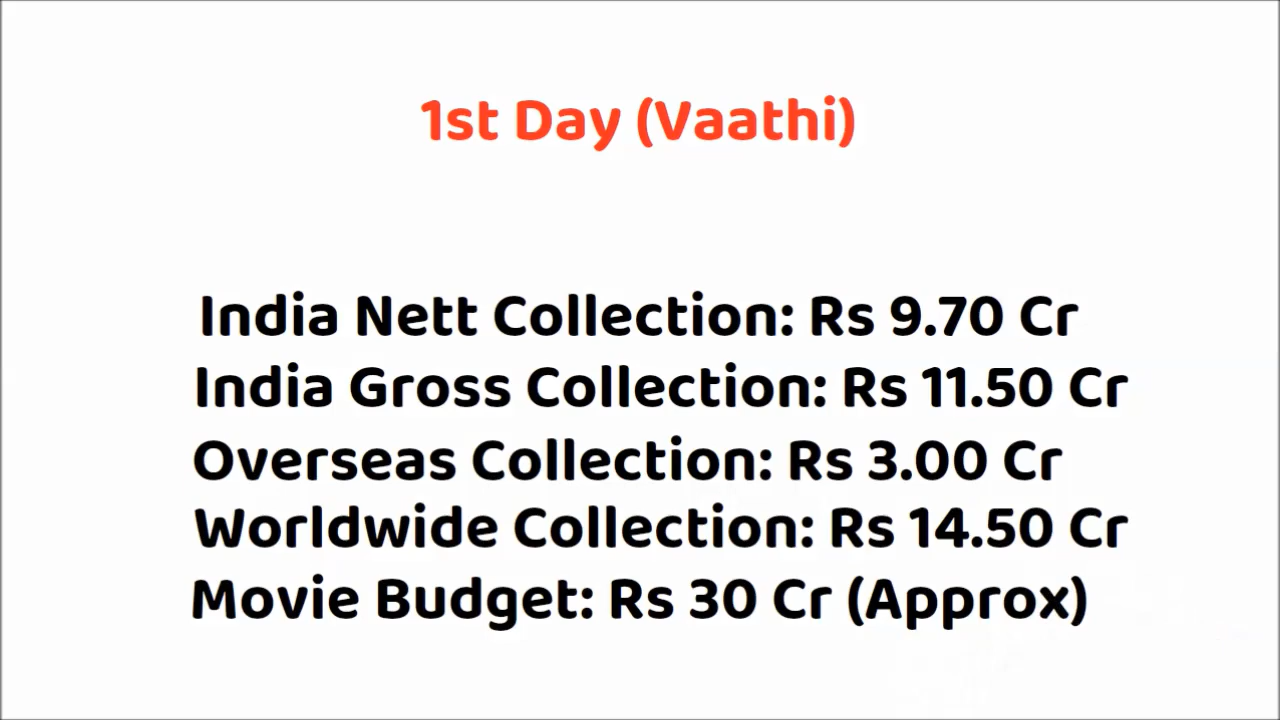 1st Day (Vaathi)
India Nett Collection: Rs 9.70 Cr
India Gross Collection: Rs 11.50 Cr
Overseas Collection: Rs 3.00 Cr
Worldwide Collection: Rs 14.50 Cr
Movie Budget: Rs 30 Cr (Approx)